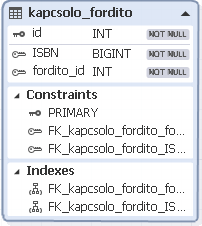 kapcsolo_fordito
id INT NOT NULL
ISBN BIGINT NOT NULL
fordito_id INT NOT NULL
Constraints
PRIMARY
FK_kapcsolo_fordito_fo...
FK_kapcsolo_fordito_IS...
Indexes
FK_kapcsolo_fordito_fo...
FK_kapcsolo_fordito_IS...